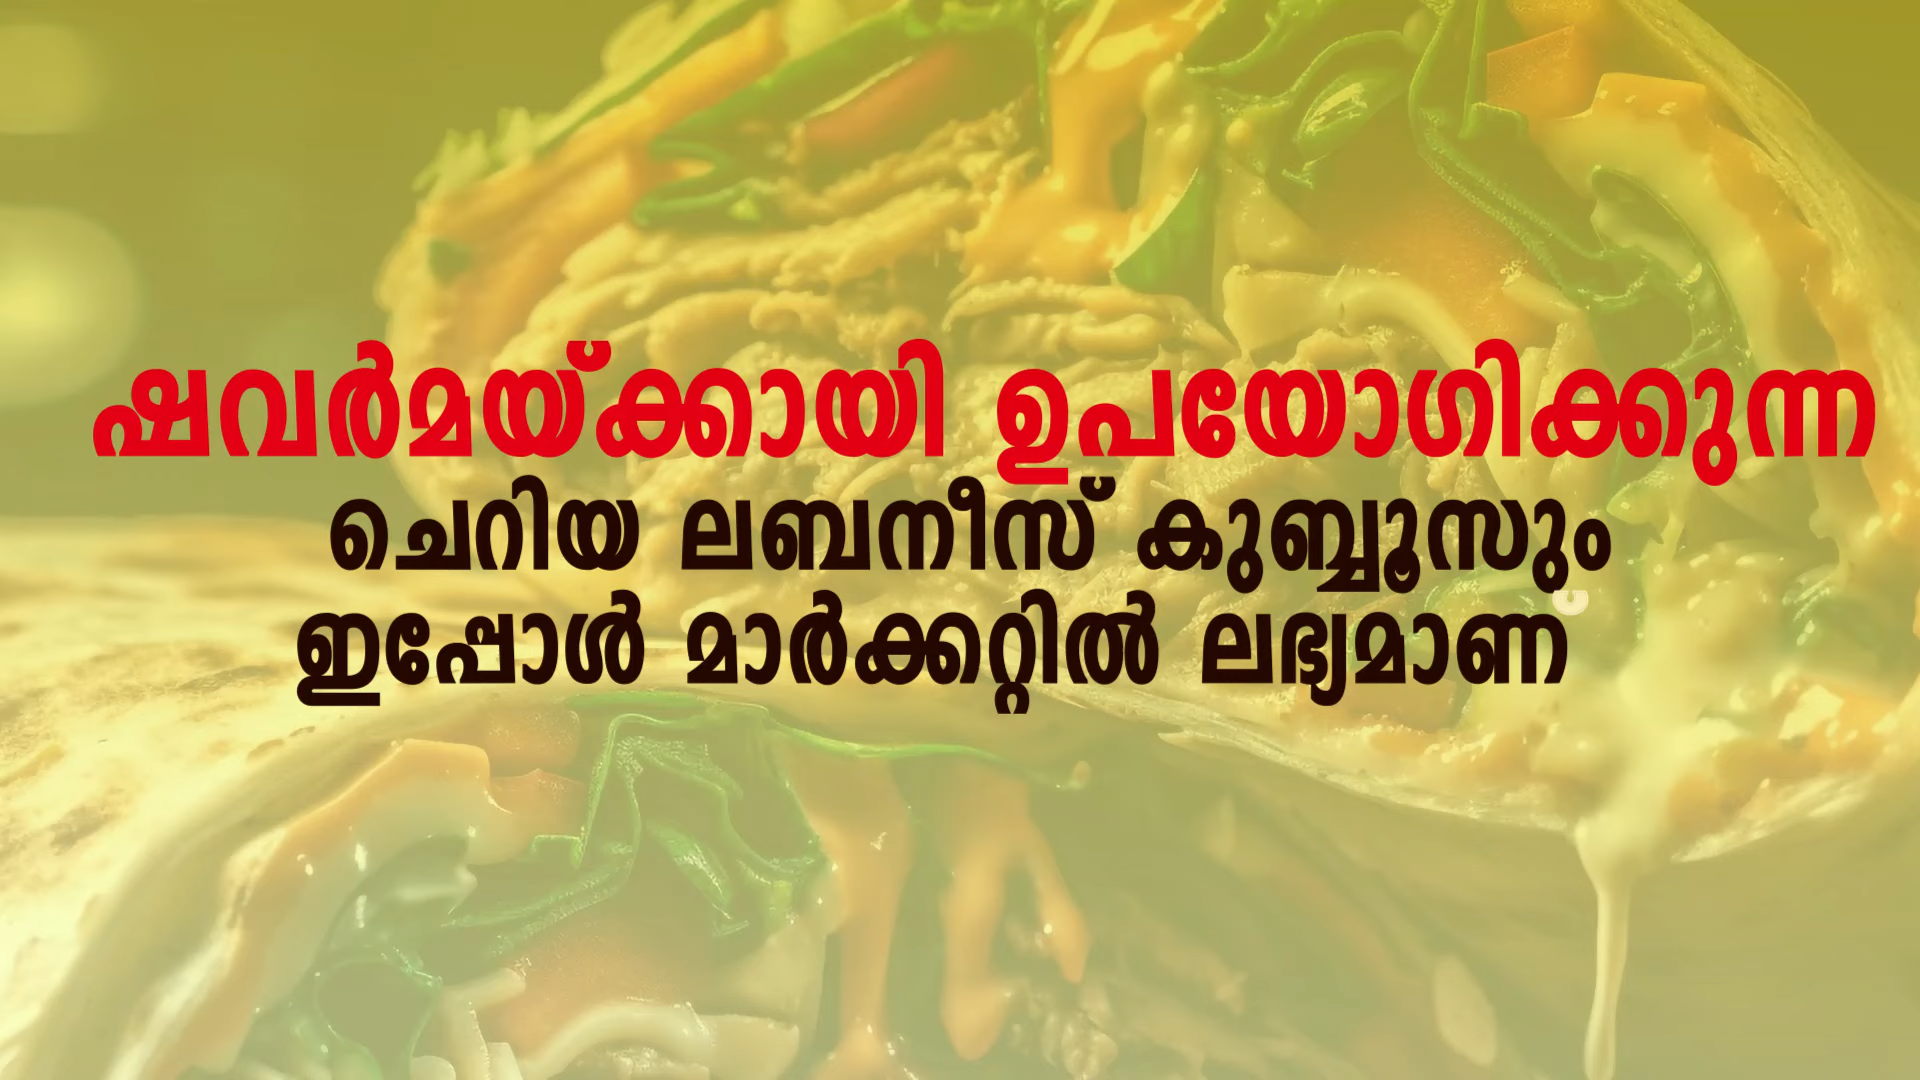 ഷവർമയ്ക്കായി ഉപയോഗിക്കുന്ന
ചെറിയ ലബനീസ് കുബ്ബൂസും
ഇപ്പോൾ മാർക്കറ്റിൽ ലഭ്യമാണ്